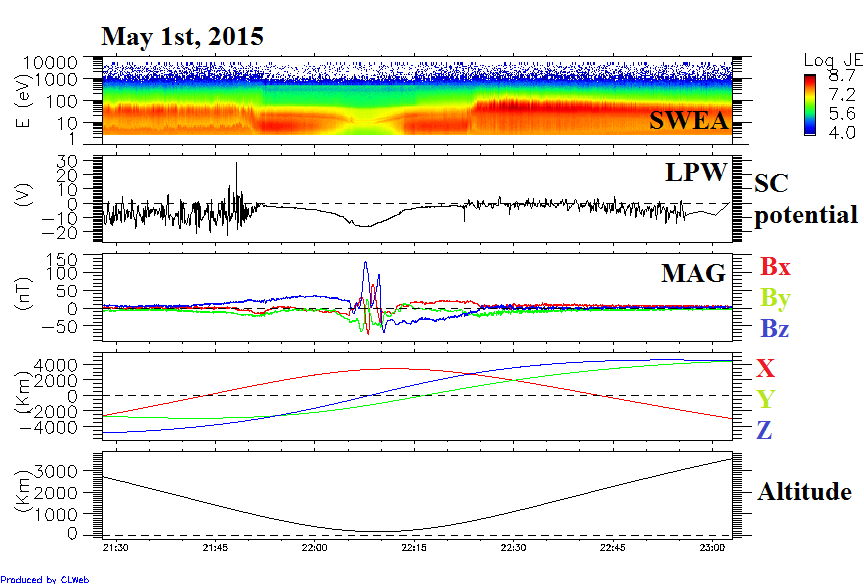 May 1st, 2015
Log JE
10000
1000
100
10
1
E (eV)
SWEA
8.7
7.2
5.6
4.0
30
20
10
0
−10
−20
(V)
LPW
SC
potential
150
100
50
0
−50
(nT)
MAG
Bx
By
Bz
4000
2000
0
−2000
−4000
(Km)
X
Y
Z
3000
2000
1000
0
(Km)
Altitude
21:30 21:45 22:00 22:15 22:30 22:45 23:00
Produced by CLWeb